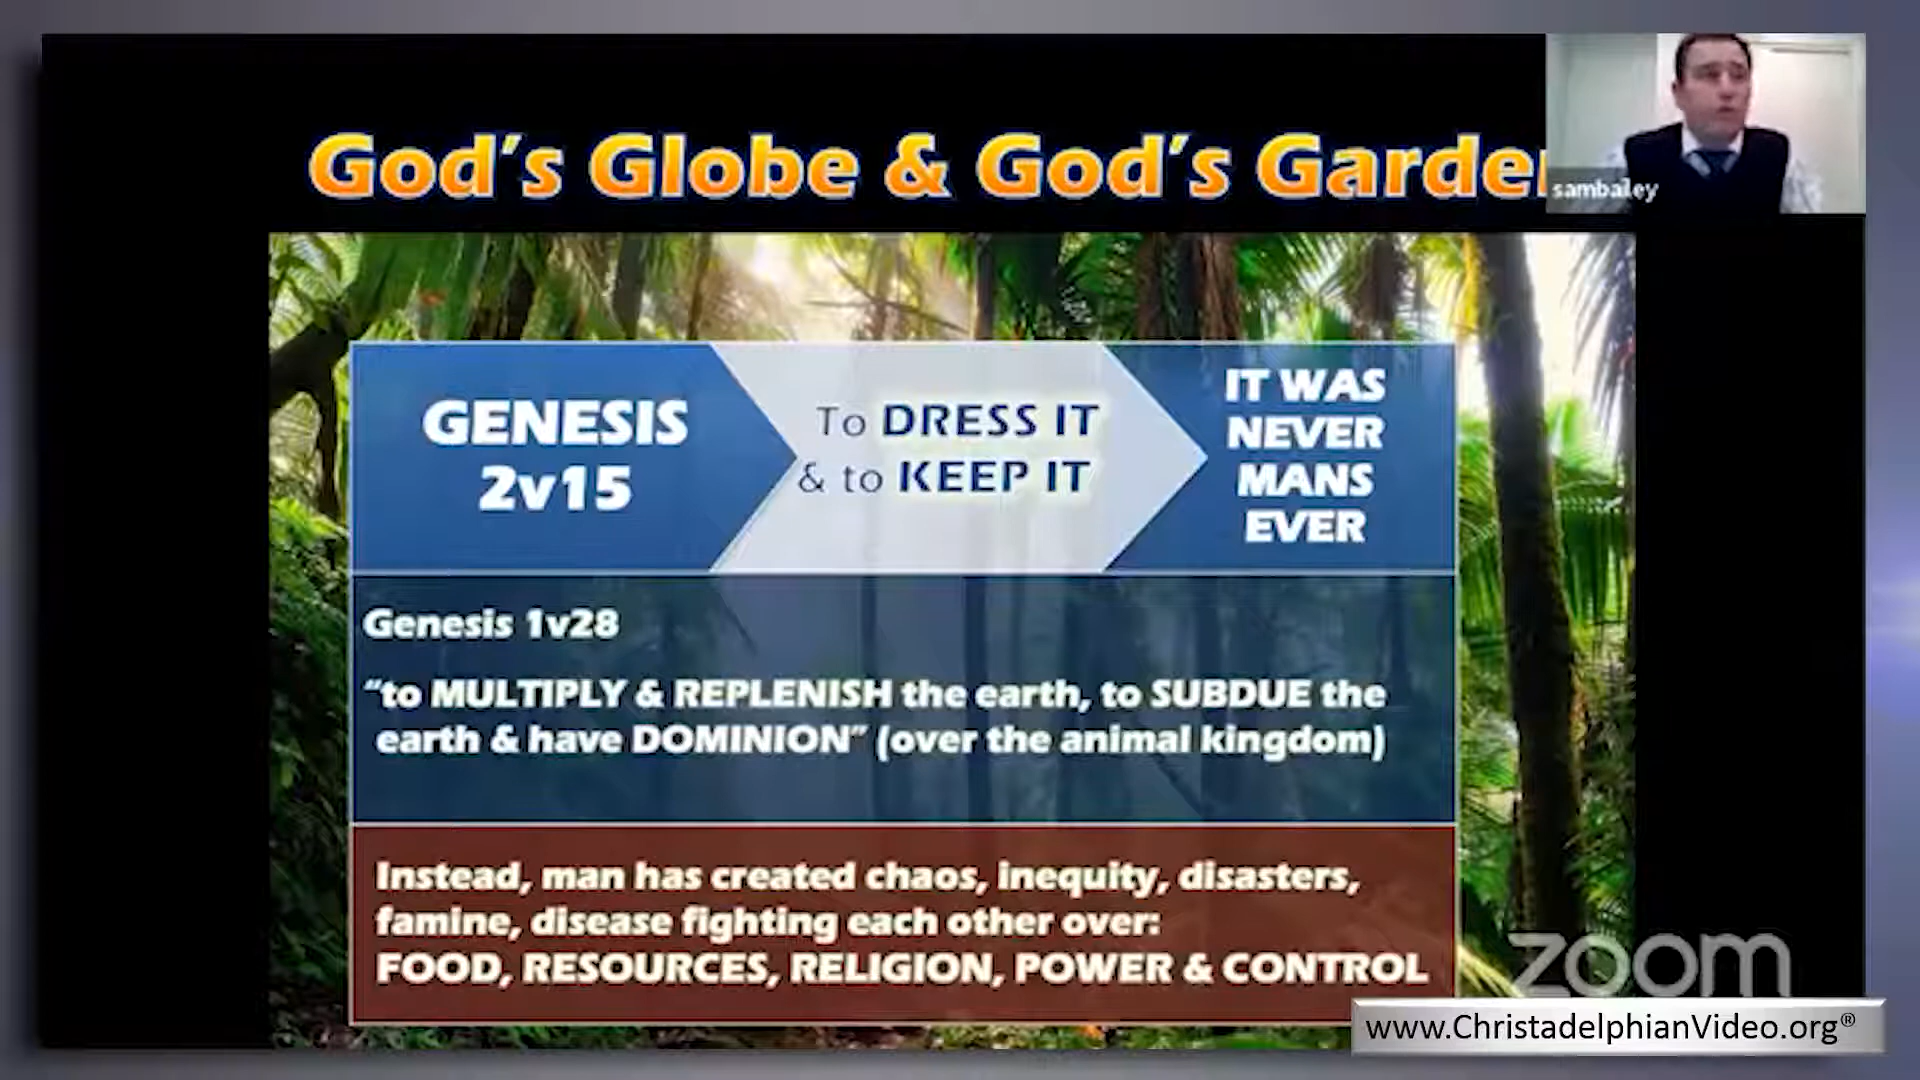 God's Globe & God's Garde
sambaley
GENESIS
2v15
To DRESS IT
& to KEEP IT
IT WAS
NEVER
MANS
EVER
Genesis 1v28
“to MULTIPLY & REPLENISH the earth, to SUBDUE the
earth & have DOMINION” (over the animal kingdom)
Instead, man has created chaos, inequity, disasters,
famine, disease fighting each other over:
FOOD, RESOURCES, RELIGION, POWER & CONTROL
zoom
www.ChristadelphianVideo.org®